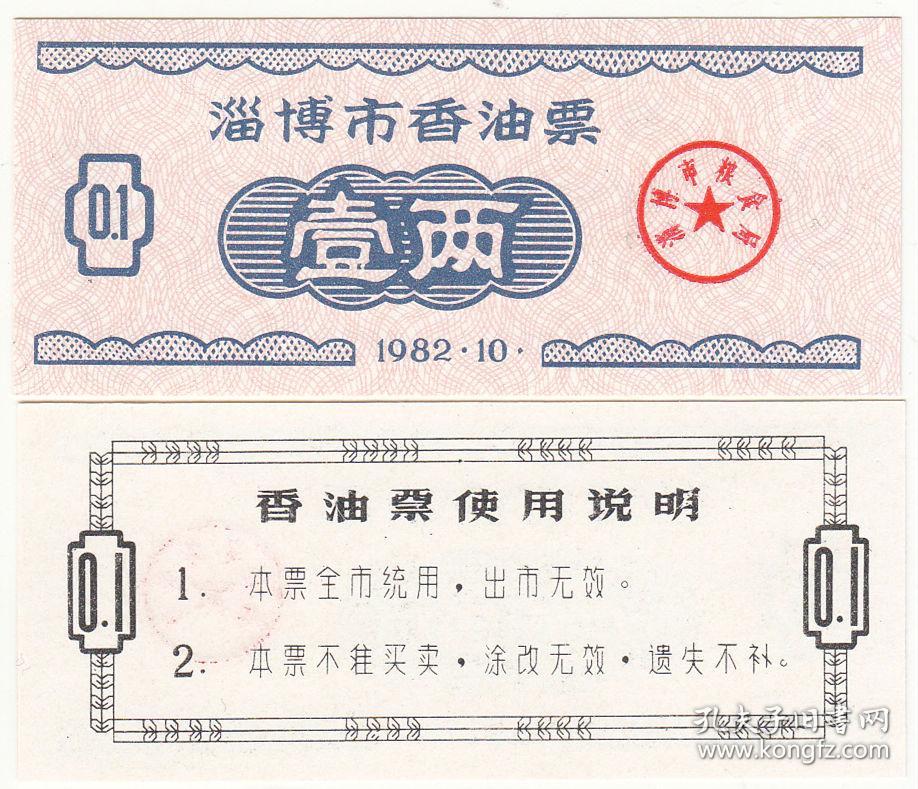 淄博市香油票
0.1
壹两
淄博市粮食局
1982·10·
香油票使用说明
0.1
0.1
1. 本票全市统用，出市无效。
2. 本票不准买卖，涂改无效·遗失不补。
孔夫子旧书网
www.kongfz.com